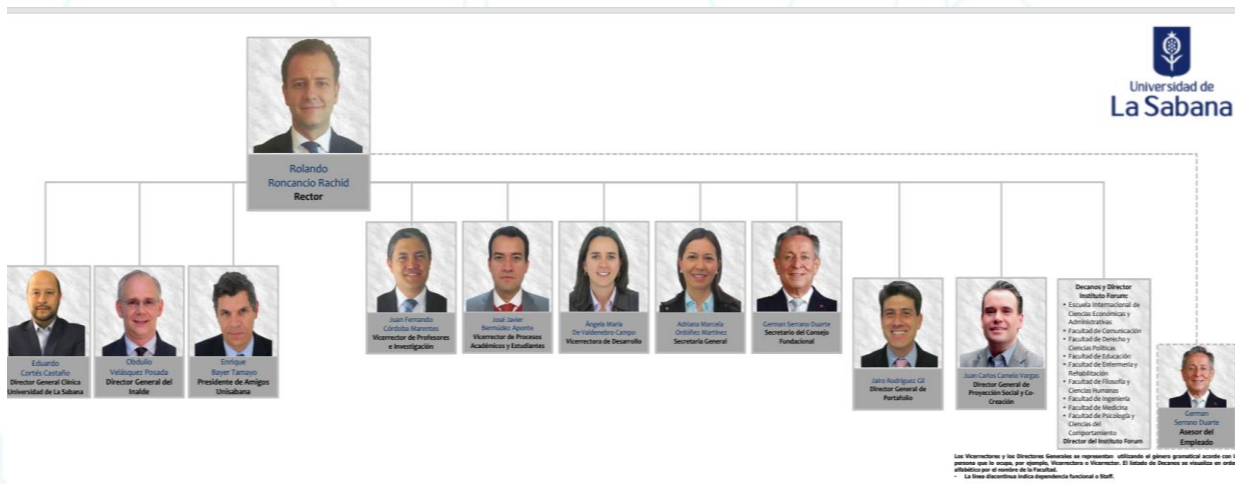 Universidad de
La Sabana
Rolando
Roncancio Rachid
Rector
Eduardo
Cortés Castaño
Director General Clínica
Universidad de La Sabana
Obdulio
Velásquez Posada
Director General del
Inalde
Enrique
Bayer Tamayo
Presidente de Amigos
Unisabana
Juan Fernando
Córdoba Marentes
Vicerrector de Profesores
e Investigación
José Javier
Bermúdez Aponte
Vicerrector de Procesos
Académicos y Estudiantes
Ángela María
De Valdenebro Campo
Vicerrectora de Desarrollo
Adriana Marcela
Ordóñez Martínez
Secretaria General
German Serrano Duarte
Secretario del Consejo
Fundacional
Jairo Rodríguez Gil
Director General de
Portafolio
Juan Carlos Camelo Vargas
Director General de
Proyección Social y Co-
Creación
Decanos y Director
Instituto Forum:
• Escuela Internacional de
Ciencias Económicas y
Administrativas
• Facultad de Comunicación
• Facultad de Derecho y
Ciencias Políticas
• Facultad de Educación
• Facultad de Enfermería y
Rehabilitación
• Facultad de Filosofía y
Ciencias Humanas
• Facultad de Ingeniería
• Facultad de Medicina
• Facultad de Psicología y
Ciencias del
Comportamiento
Director del Instituto Forum
German
Serrano Duarte
Asesor del
Empleado
Los Vicerrectores y los Directores Generales se representan utilizando el género gramatical acorde con
persona que lo ocupa, por ejemplo, Vicerrectora o Vicerrector. El listado de Decanos se visualiza en
alfabético por el nombre de la Facultad.
- La línea discontinua indica dependencia funcional o Staff.